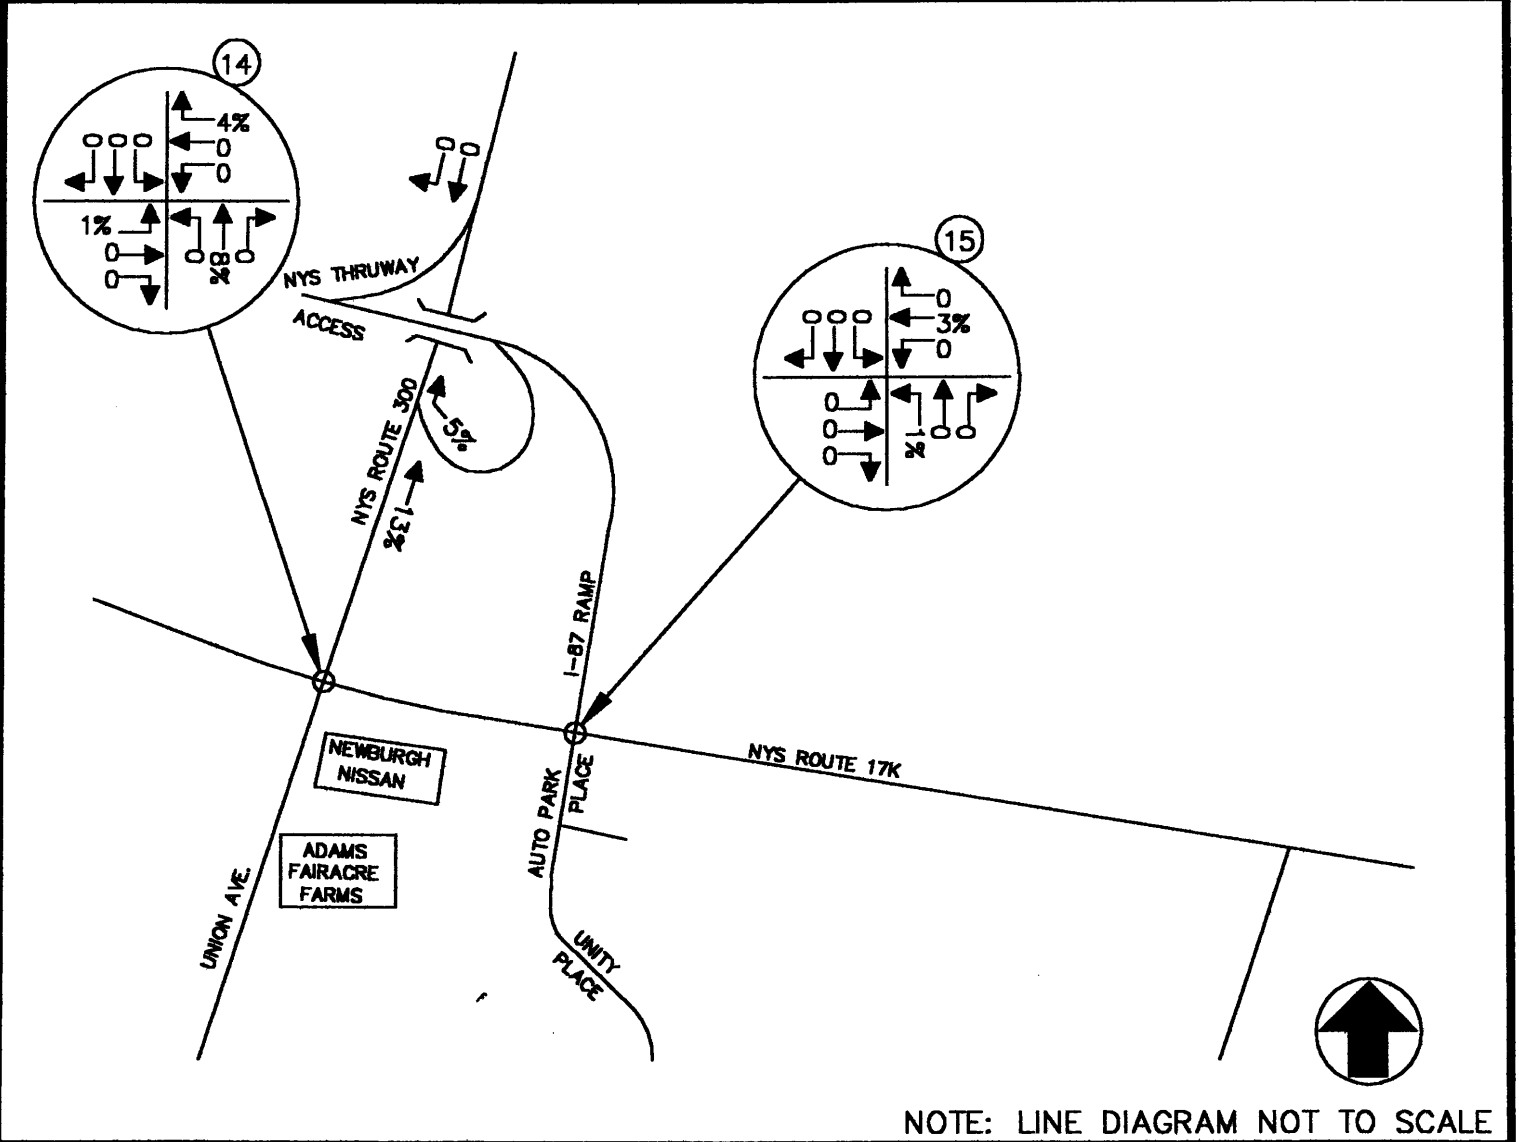 14
4%
0
0
0 0 0
1%
0
0
0
8%
0
0 0
NYS THRUWAY
ACCESS
15
0
3%
0
0 0 0
0
0
0
1%
0 0
NYS ROUTE 300
5%
13%
I-87 RAMP
NEWBURGH
NISSAN
NYS ROUTE 17K
AUTO PARK
PLACE
ADAMS
FAIRACRE
FARMS
UNION AVE.
UNITY
PLACE
NOTE: LINE DIAGRAM NOT TO SCALE